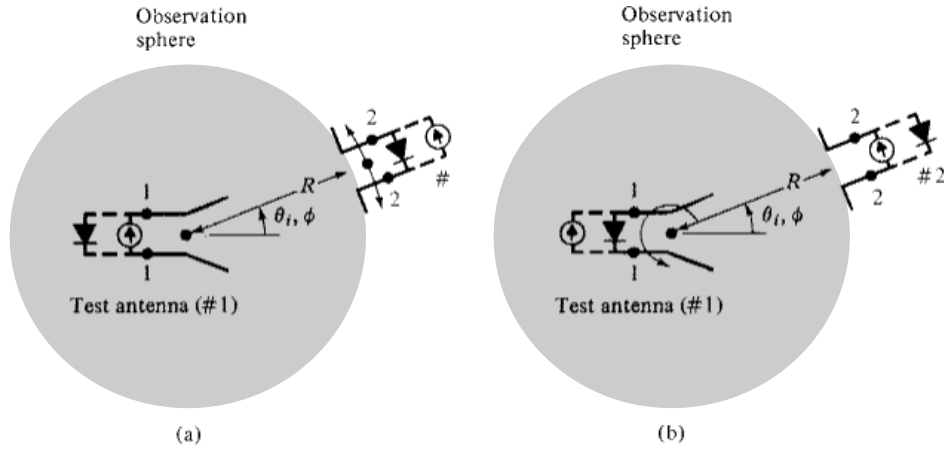 Observation
sphere
2
#
2
R
1
θi, φ
1
Test antenna (#1)
(a)
Observation
sphere
2
#2
2
R
1
θi, φ
1
Test antenna (#1)
(b)